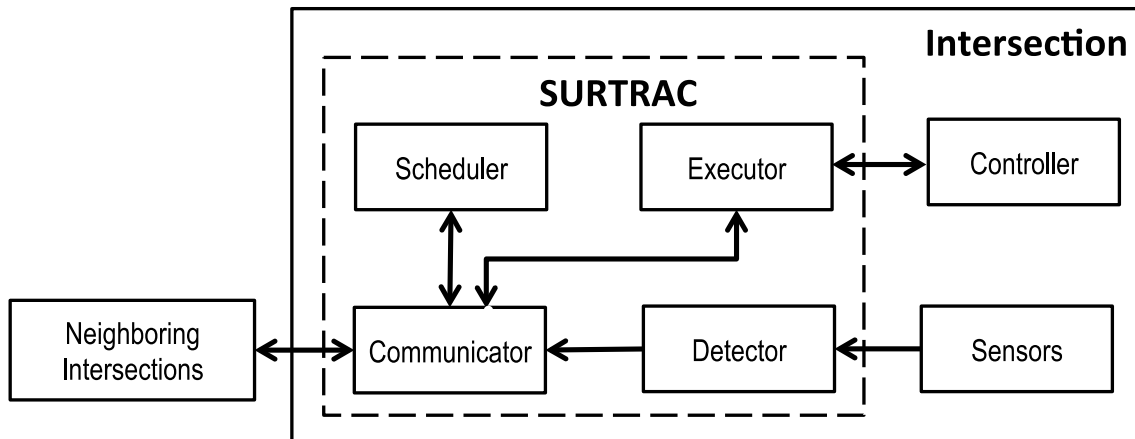 Intersection
SURTRAC
Scheduler
Executor
Controller
Neighboring
Intersections
Communicator
Detector
Sensors